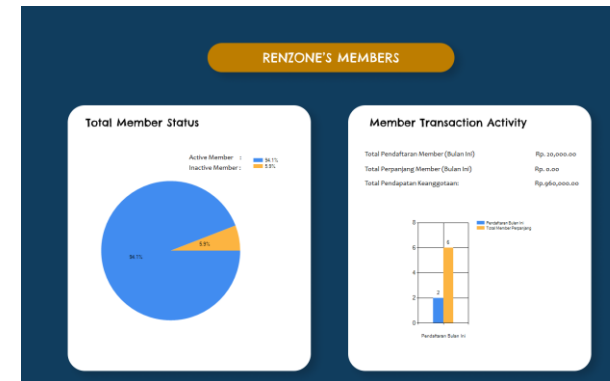 RENZONE'S MEMBERS
Total Member Status
Active Member : 94.1%
Inactive Member : 5.9%
5.9%
94.1%
Member Transaction Activity
Total Pendaftaran Member (Bulan Ini) Rp. 20,000.00
Total Perpanjang Member (Bulan Ini) Rp. 0.00
Total Pendapatan Keanggotaan: Rp.960,000.00
Pendaftaran Bulan Ini
Total Member Perpanjang
8
6
4
2
0
2
6
Pendaftaran Bulan Ini